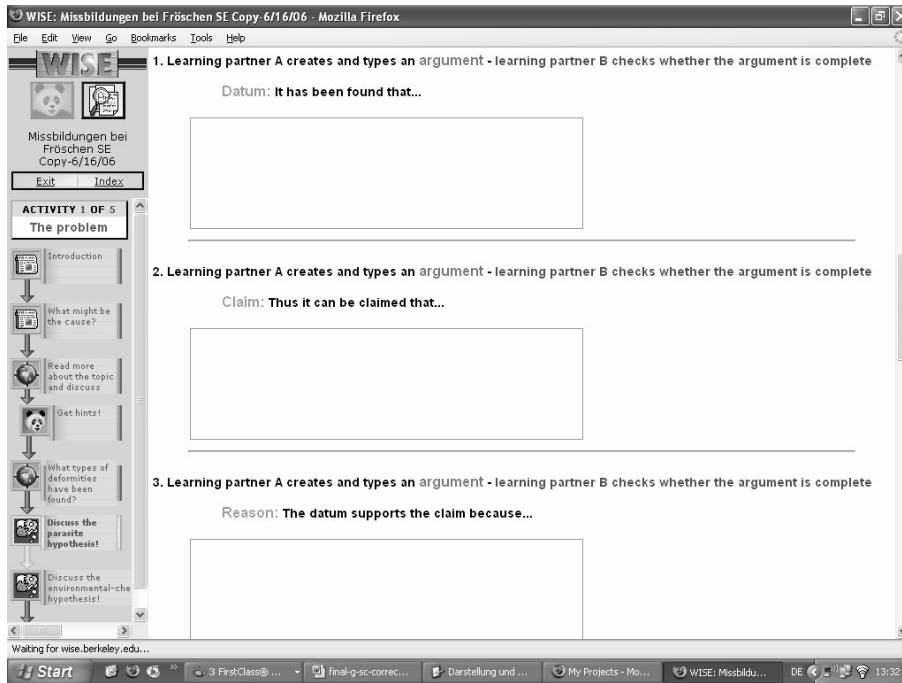 WISE: Missbildungen bei Fröschen SE Copy-6/16/06 - Mozilla Firefox
File Edit View Go Bookmarks Tools Help
WISE
Missbildungen bei
Fröschen SE
Copy-6/16/06
Exit Index
ACTIVITY 1 OF 5
The problem
Introduction
What might be
the cause?
Read more
about the topic
and discuss
Get hints!
What types of
deformities
have been
found?
Discuss the
parasite
hypothesis!
Discuss the
environmental-che
hypothesis!
1. Learning partner A creates and types an argument - learning partner B checks whether the argument is complete
Datum: It has been found that...
2. Learning partner A creates and types an argument - learning partner B checks whether the argument is complete
Claim: Thus it can be claimed that...
3. Learning partner A creates and types an argument - learning partner B checks whether the argument is complete
Reason: The datum supports the claim because...
Waiting for wise.berkeley.edu...
Start » 3 FirstClass® ... final-g-sc-correc... Darstellung und ... My Projects - Mo... WISE: Missbildu... DE 13:32